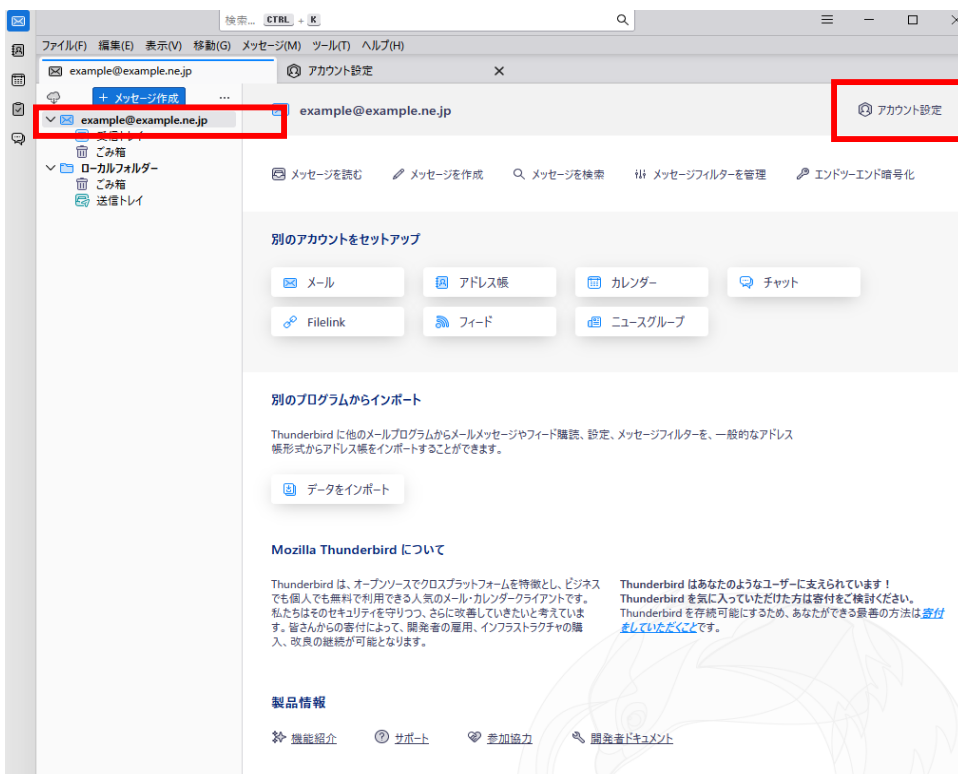 検索... CTRL + K
ファイル(F) 編集(E) 表示(V) 移動(G) メッセージ(M) ツール(T) ヘルプ(H)
example@example.ne.jp
アカウント設定
+ メッセージ作成 ...
example@example.ne.jp
受信トレイ
ごみ箱
ローカルフォルダー
ごみ箱
送信トレイ
example@example.ne.jp
アカウント設定
メッセージを読む メッセージを作成 メッセージを検索 メッセージフィルターを管理 エンドツーエンド暗号化
別のアカウントをセットアップ
メール アドレス帳 カレンダー チャット
Filelink フィード ニュースグループ
別のプログラムからインポート
Thunderbird に他のメールプログラムからメールメッセージやフィード購読、設定、メッセージフィルターを、一般的なアドレス
帳形式からアドレス帳をインポートすることができます。
データをインポート
Mozilla Thunderbird について
Thunderbird は、オープンソースでクロスプラットフォームを特徴とし、ビジネス
でも個人でも無料で利用できる人気のメール・カレンダークライアントです。
私たちはそのセキュリティを守りつつ、さらに改善していきたいと考えていま
す。皆さんからの寄付によって、開発者の雇用、インフラストラクチャの購
入、改良の継続が可能となります。
Thunderbird はあなたのようなユーザーに支えられています！
Thunderbird を気に入っていただけた方は寄付をご検討ください。
Thunderbird を存続可能にするため、あなたができる最善の方法は寄付
をしていただくことです。
製品情報
機能紹介 サポート 参加協力 開発者ドキュメント